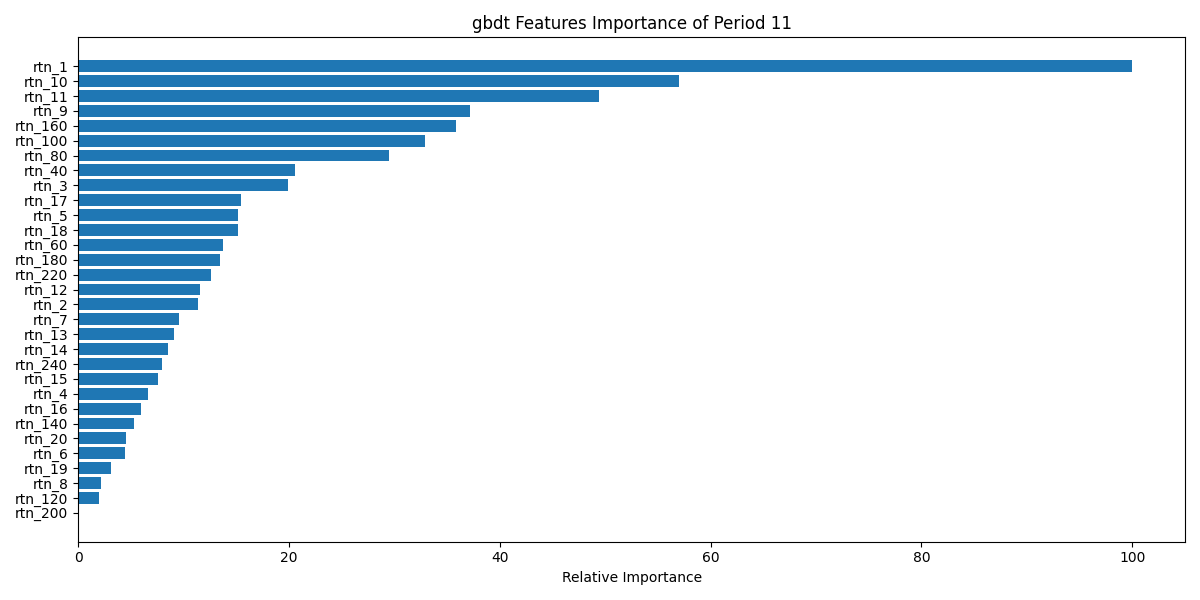 gbdt Features Importance of Period 11
rtn_1
rtn_10
rtn_11
rtn_9
rtn_160
rtn_100
rtn_80
rtn_40
rtn_3
rtn_17
rtn_5
rtn_18
rtn_60
rtn_180
rtn_220
rtn_12
rtn_2
rtn_7
rtn_13
rtn_14
rtn_240
rtn_15
rtn_4
rtn_16
rtn_140
rtn_20
rtn_6
rtn_19
rtn_8
rtn_120
rtn_200
0 20 40 60 80 100
Relative Importance